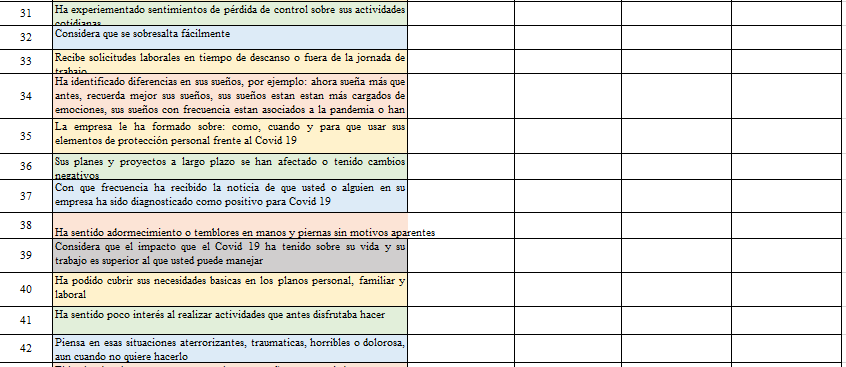 31 Ha experiementado sentimientos de pérdida de control sobre sus actividades
cotidianas
32 Considera que se sobresalta fácilmente
33 Recibe solicitudes laborales en tiempo de descanso o fuera de la jornada de
trabajo
Ha identificado diferencias en sus sueños, por ejemplo: ahora sueña más que
34 antes, recuerda mejor sus sueños, sus sueños estan estan más cargados de
emociones, sus sueños con frecuencia estan asociados a la pandemia o han
35 La empresa le ha formado sobre: como, cuando y para que usar sus
elementos de protección personal frente al Covid 19
36 Sus planes y proyectos a largo plazo se han afectado o tenido cambios
negativos
37 Con que frecuencia ha recibido la noticia de que usted o alguien en su
empresa ha sido diagnosticado como positivo para Covid 19
38 Ha sentido adormecimiento o temblores en manos y piernas sin motivos aparentes
39 Considera que el impacto que el Covid 19 ha tenido sobre su vida y su
trabajo es superior al que usted puede manejar
40 Ha podido cubrir sus necesidades basicas en los planos personal, familiar y
laboral
41 Ha sentido poco interés al realizar actividades que antes disfrutaba hacer
42 Piensa en esas situaciones aterrorizantes, traumaticas, horribles o dolorosa,
aun cuando no quiere hacerlo